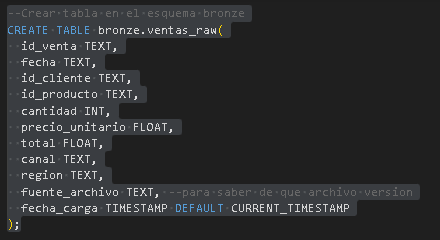 --Crear tabla en el esquema bronze
CREATE TABLE bronze.ventas_raw(
  id_venta TEXT,
  fecha TEXT,
  id_cliente TEXT,
  id_producto TEXT,
  cantidad INT,
  precio_unitario FLOAT,
  total FLOAT,
  canal TEXT,
  region TEXT,
  fuente_archivo TEXT, --para saber de que archivo version
  fecha_carga TIMESTAMP DEFAULT CURRENT_TIMESTAMP
);